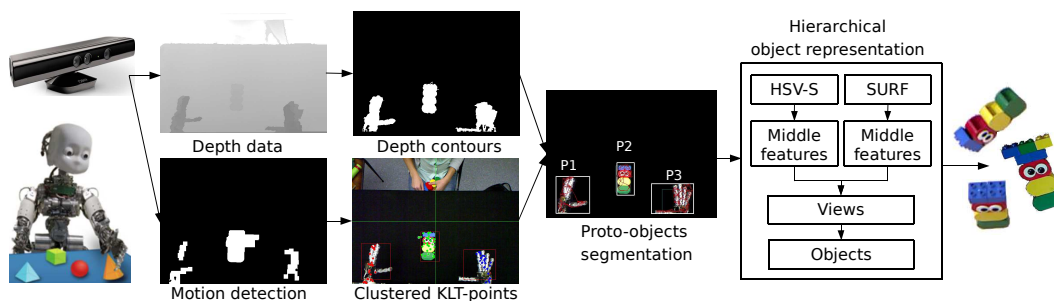 Hierarchical
object representation
HSV-S
SURF
Middle
features
Middle
features
Views
Objects
Depth data
Depth contours
P1
P2
P3
Proto-objects
segmentation
Motion detection
Clustered KLT-points